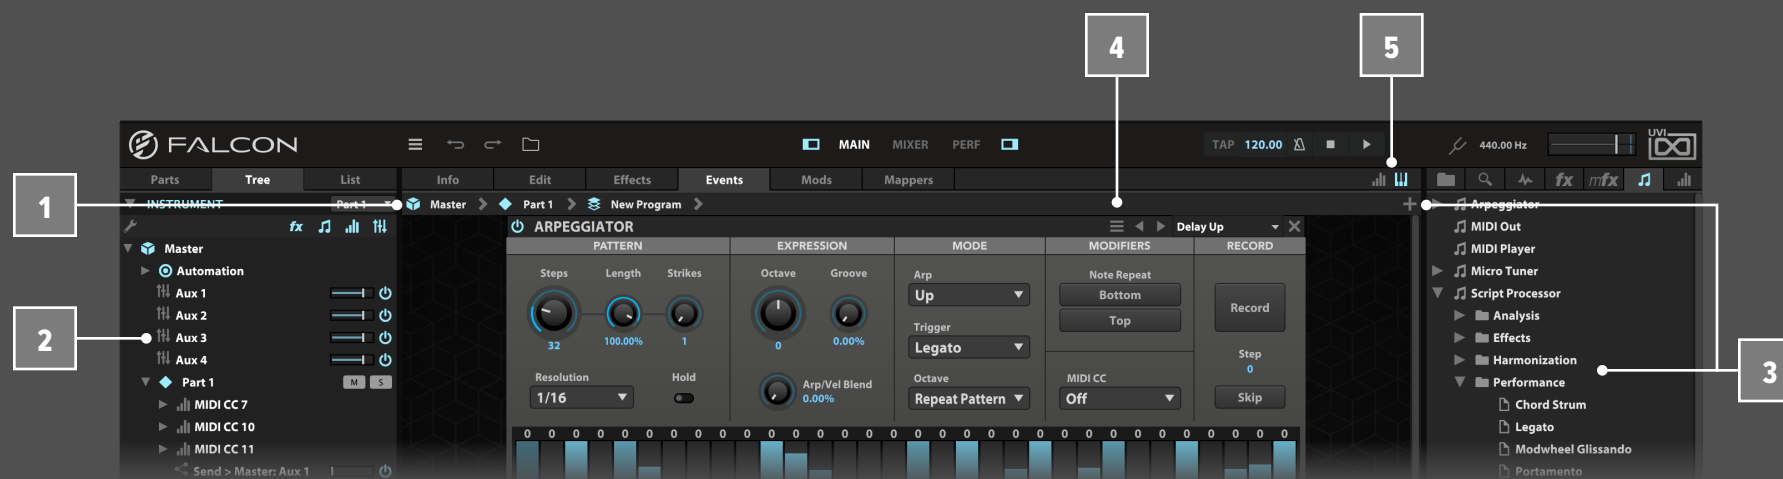 4
5
FALCON
MAIN
MIXER
PERF
TAP 120.00
440.00 Hz
UVI
Parts
Tree
List
Info
Edit
Effects
Events
Mods
Mappers
fx
mfx
1
INSTRUMENT
Part 1
Master
Part 1
New Program
fx
Master
Automation
Aux 1
Aux 2
2
Aux 3
Aux 4
Part 1
M
S
MIDI CC 7
MIDI CC 10
MIDI CC 11
Send > Master: Aux 1
ARPEGGIATOR
Delay Up
PATTERN
EXPRESSION
MODE
MODIFIERS
RECORD
Steps
Length
Strikes
32
100.00%
1
Resolution
1/16
Hold
Octave
Groove
0
0.00%
Arp/Vel Blend
0.00%
Arp
Up
Trigger
Legato
Octave
Repeat Pattern
Note Repeat
Bottom
Top
MIDI CC
Off
Record
Step
0
Skip
0 0 0 0 0 0 0 0 0 0 0 0 0 0 0 0 0 0 0 0 0 0 0 0 0 0 0 0 0 0 0 0
Arpeggiator
MIDI Out
MIDI Player
Micro Tuner
Script Processor
Analysis
Effects
Harmonization
3
Performance
Chord Strum
Legato
Modwheel Glissando
Portamento